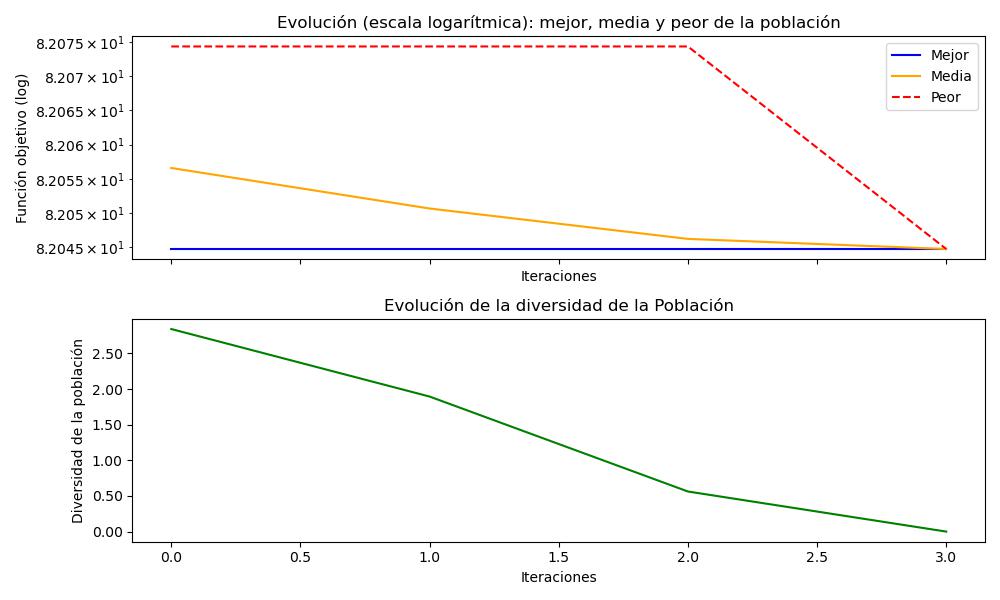 Evolución (escala logarítmica): mejor, media y peor de la población
Función objetivo (log)
8.2075 × 10¹
8.207 × 10¹
8.2065 × 10¹
8.206 × 10¹
8.2055 × 10¹
8.205 × 10¹
8.2045 × 10¹
Mejor
Media
Peor
Iteraciones
Evolución de la diversidad de la Población
Diversidad de la población
2.50
2.00
1.50
1.00
0.50
0.00
0.0 0.5 1.0 1.5 2.0 2.5 3.0
Iteraciones